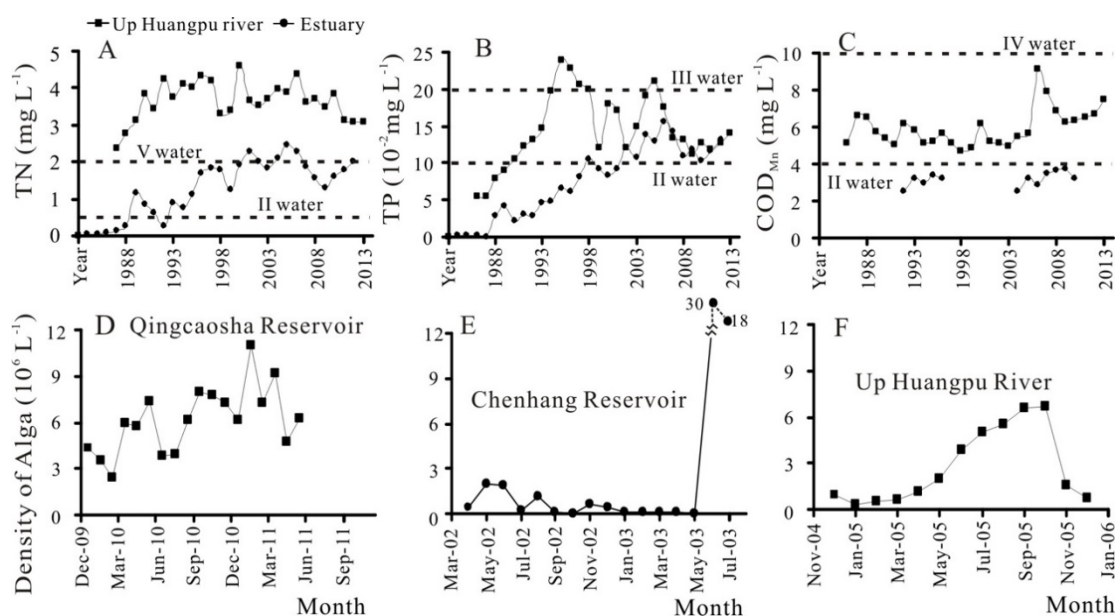 Up Huangpu river Estuary
A
TN (mg L⁻¹)
5
4
3
2
1
0
V water
II water
Year
1988
1993
1998
2003
2008
2013
B
TP (10⁻² mg L⁻¹)
25
20
15
10
5
0
III water
II water
Year
1988
1993
1998
2003
2008
2013
C
COD_Mn (mg L⁻¹)
10
8
6
4
2
0
IV water
II water
Year
1988
1993
1998
2003
2008
2013
D Qingcaosha Reservoir
Density of Alga (10⁶ L⁻¹)
12
9
6
3
0
Dec-09
Mar-10
Jun-10
Sep-10
Dec-10
Mar-11
Jun-11
Sep-11
Month
E
30
18
12
9
6
3
0
Chenhang Reservoir
Mar-02
May-02
Jul-02
Sep-02
Nov-02
Jan-03
Mar-03
May-03
Jul-03
Month
F
12
9
6
3
0
Up Huangpu River
Nov-04
Jan-05
Mar-05
May-05
Jul-05
Sep-05
Nov-05
Jan-06
Month